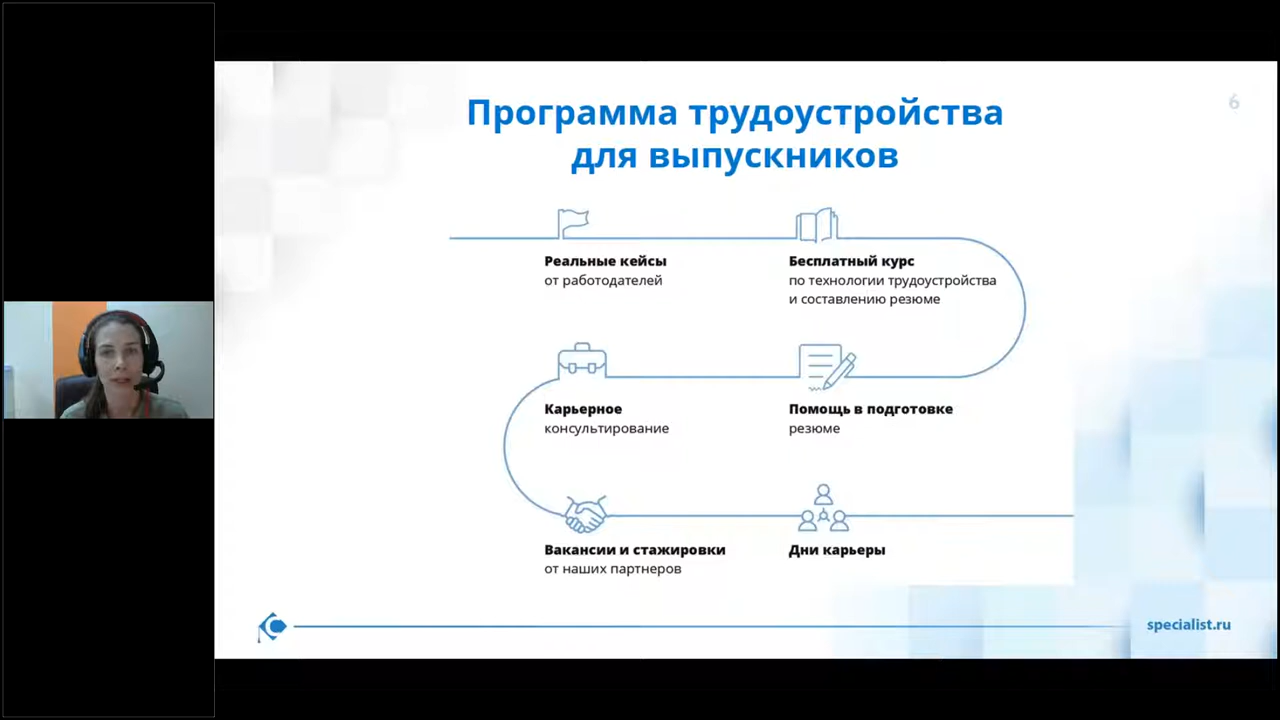 Программа трудоустройства
для выпускников
6
Реальные кейсы
от работодателей
Бесплатный курс
по технологии трудоустройства
и составлению резюме
Карьерное
консультирование
Помощь в подготовке
резюме
Вакансии и стажировки
от наших партнеров
Дни карьеры
specialist.ru